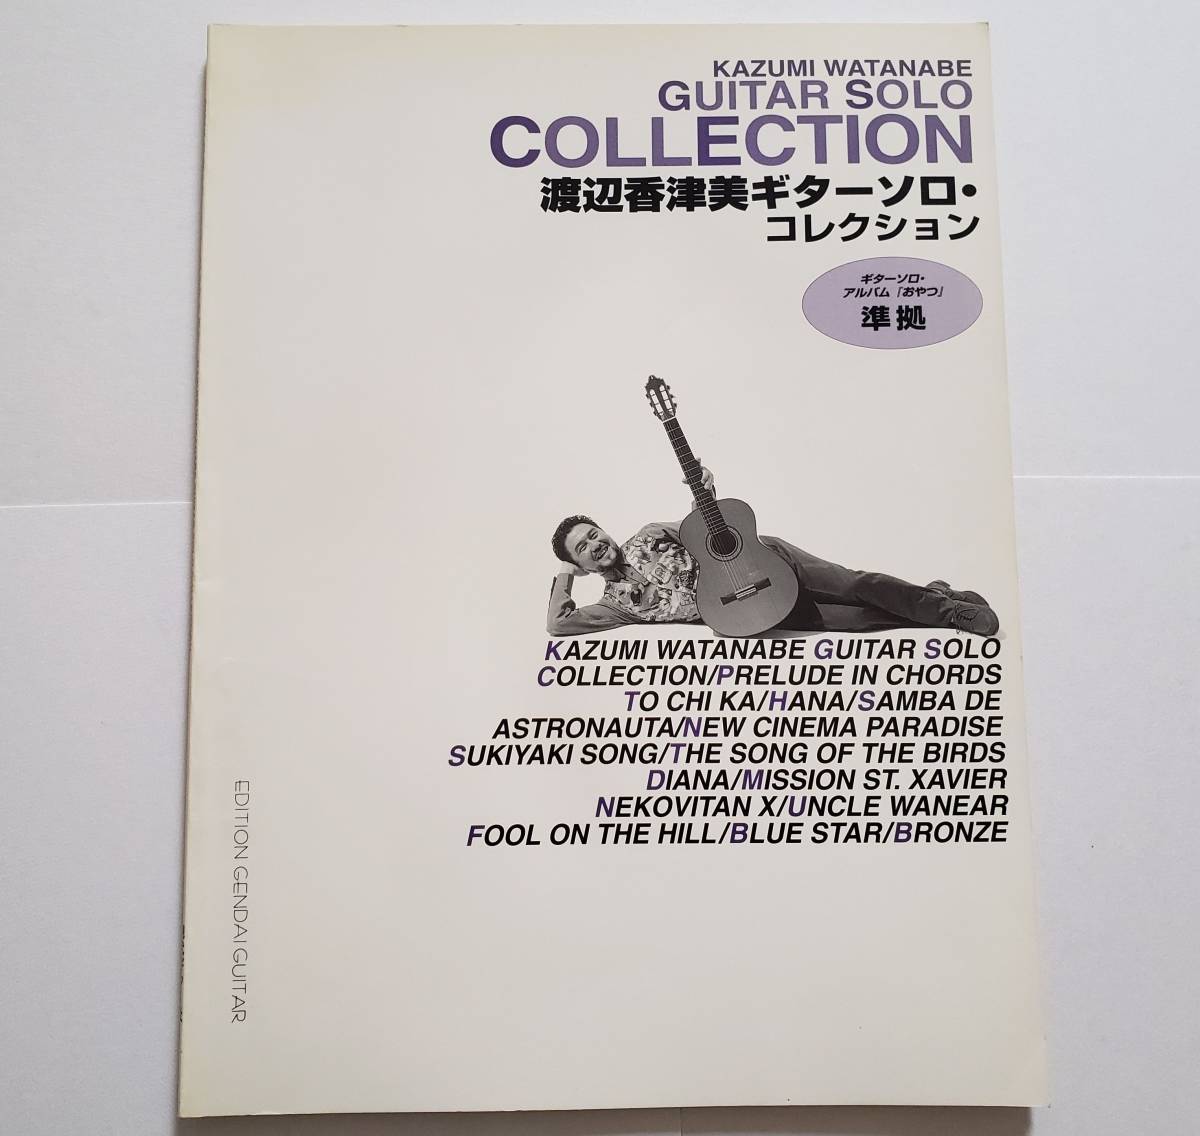 KAZUMI WATANABE
GUITAR SOLO
COLLECTION
渡辺香津美ギターソロ・
コレクション
ギターソロ・
アルバム「おやつ」
準拠
KAZUMI WATANABE GUITAR SOLO
COLLECTION/PRELUDE IN CHORDS
TO CHI KA/HANA/SAMBA DE
ASTRONAUTA/NEW CINEMA PARADISE
SUKIYAKI SONG/THE SONG OF THE BIRDS
DIANA/MISSION ST. XAVIER
NEKOVITAN X/UNCLE WANEAR
FOOL ON THE HILL/BLUE STAR/BRONZE
EDITION GENDAI GUITAR